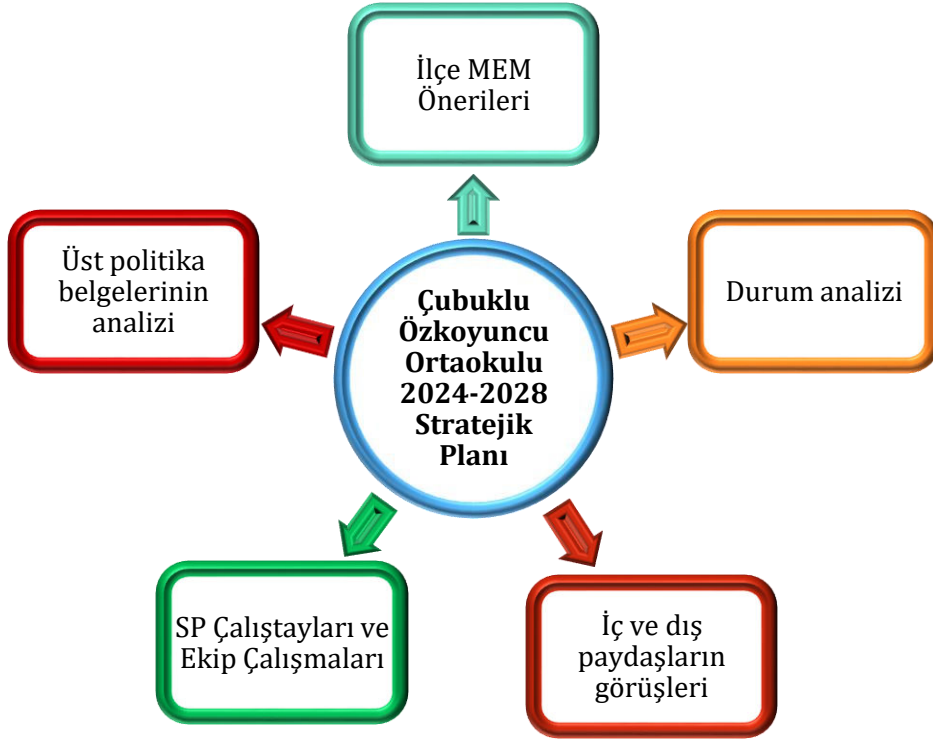 İlçe MEM
Önerileri
Üst politika
belgelerinin
analizi
Çubuklu
Özkoyuncu
Ortaokulu
2024-2028
Stratejik
Planı
Durum analizi
SP Çalıştayları ve
Ekip Çalışmaları
İç ve dış
paydaşların
görüşleri